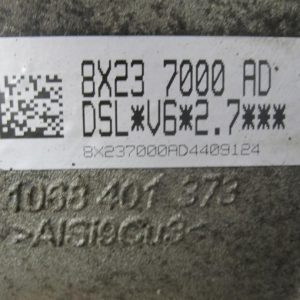 8X23 7000 AD
DSL*V6*2.7***
8X237000AD4409124
1068 401 373
>AlSi9Cu3<